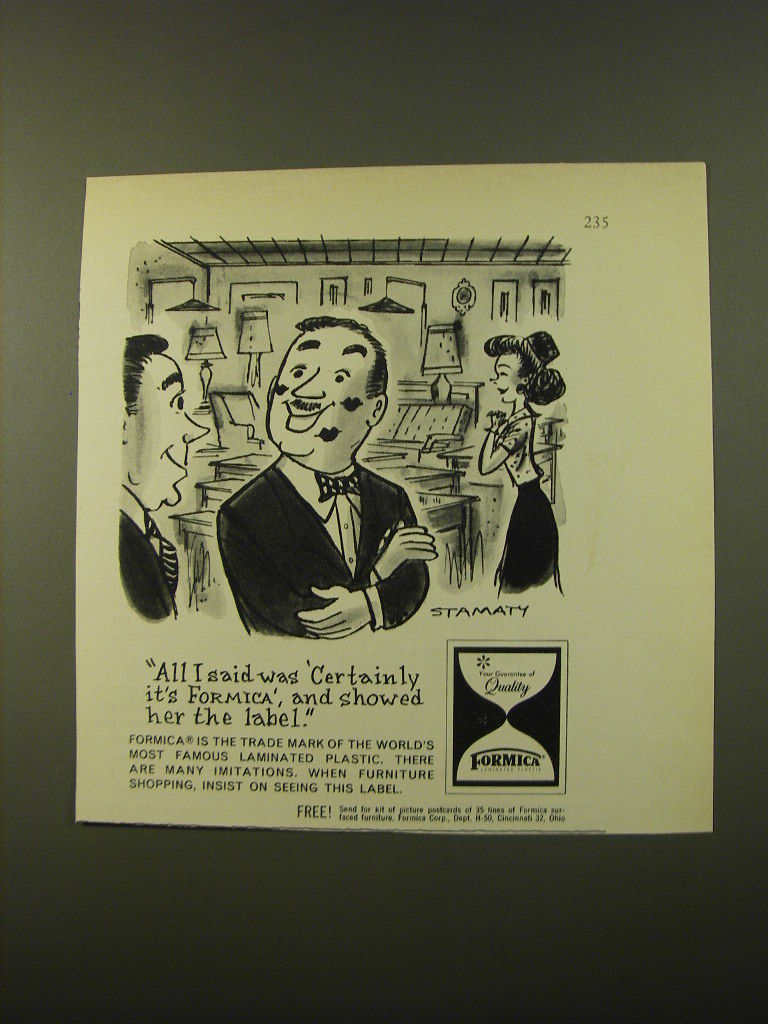 235
STAMATY
"All I said was 'Certainly
it's FORMICA', and showed
her the label."
FORMICA® IS THE TRADE MARK OF THE WORLD'S
MOST FAMOUS LAMINATED PLASTIC. THERE
ARE MANY IMITATIONS. WHEN FURNITURE
SHOPPING, INSIST ON SEEING THIS LABEL.
Your Guarantee of
Quality
FORMICA®
LAMINATED PLASTIC
FREE! Send for kit of picture postcards of 35 lines of Formica sur-
faced furniture. Formica Corp., Dept. H-50, Cincinnati 32, Ohio